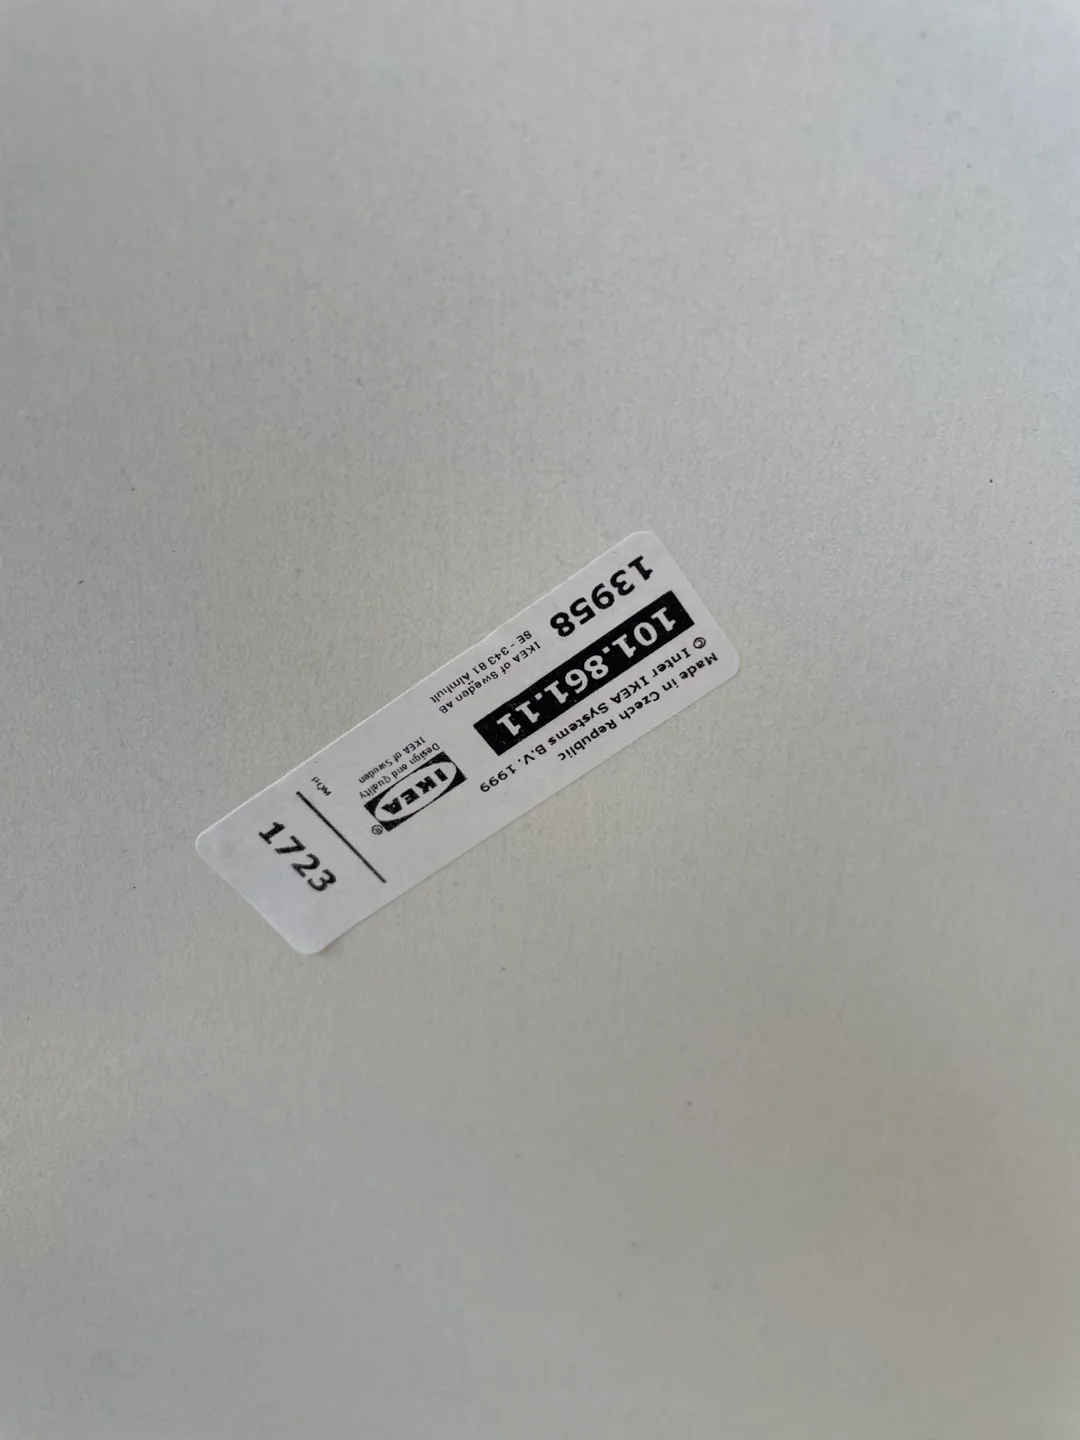 Made in Czech Republic
© Inter IKEA Systems B.V. 1999
101.861.11
13958
IKEA of Sweden AB
SE - 343 81 Älmhult
IKEA®
Design and Quality
IKEA of Sweden
1723